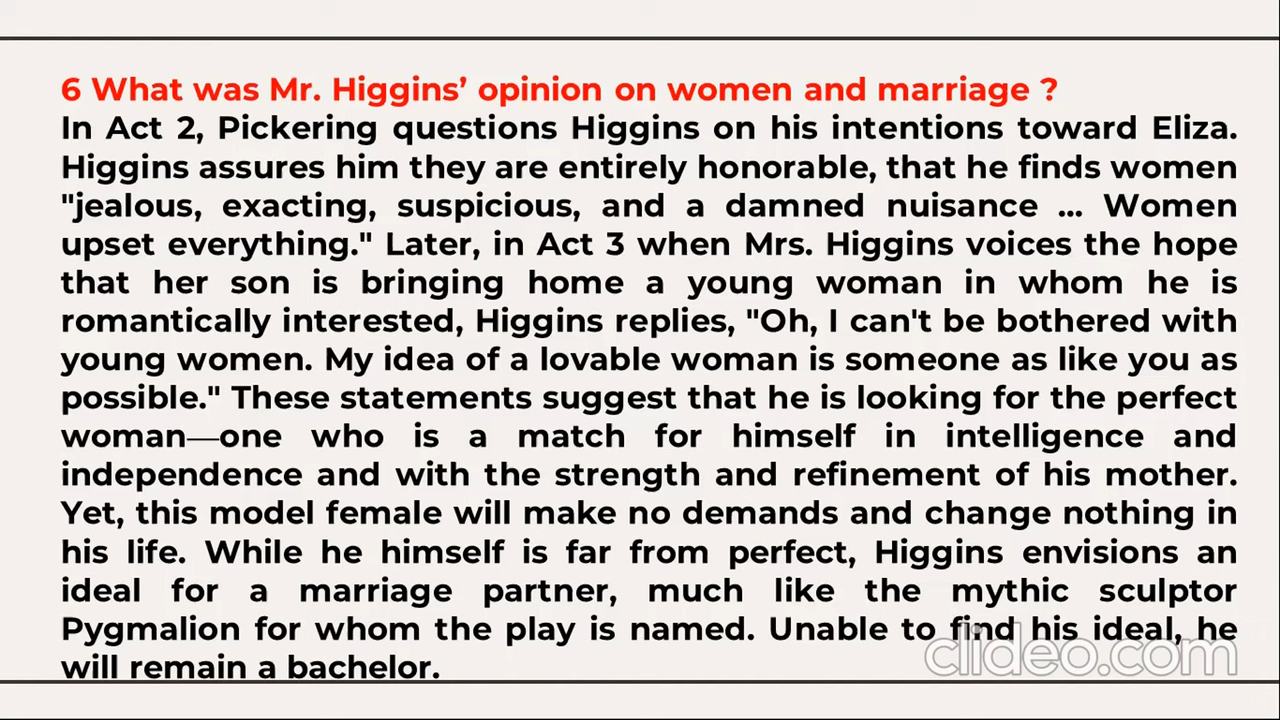 6 What was Mr. Higgins’ opinion on women and marriage ?
In Act 2, Pickering questions Higgins on his intentions toward Eliza.
Higgins assures him they are entirely honorable, that he finds women
"jealous, exacting, suspicious, and a damned nuisance ... Women
upset everything." Later, in Act 3 when Mrs. Higgins voices the hope
that her son is bringing home a young woman in whom he is
romantically interested, Higgins replies, "Oh, I can't be bothered with
young women. My idea of a lovable woman is someone as like you as
possible." These statements suggest that he is looking for the perfect
woman—one who is a match for himself in intelligence and
independence and with the strength and refinement of his mother.
Yet, this model female will make no demands and change nothing in
his life. While he himself is far from perfect, Higgins envisions an
ideal for a marriage partner, much like the mythic sculptor
Pygmalion for whom the play is named. Unable to find his ideal, he
will remain a bachelor.
clideo.com